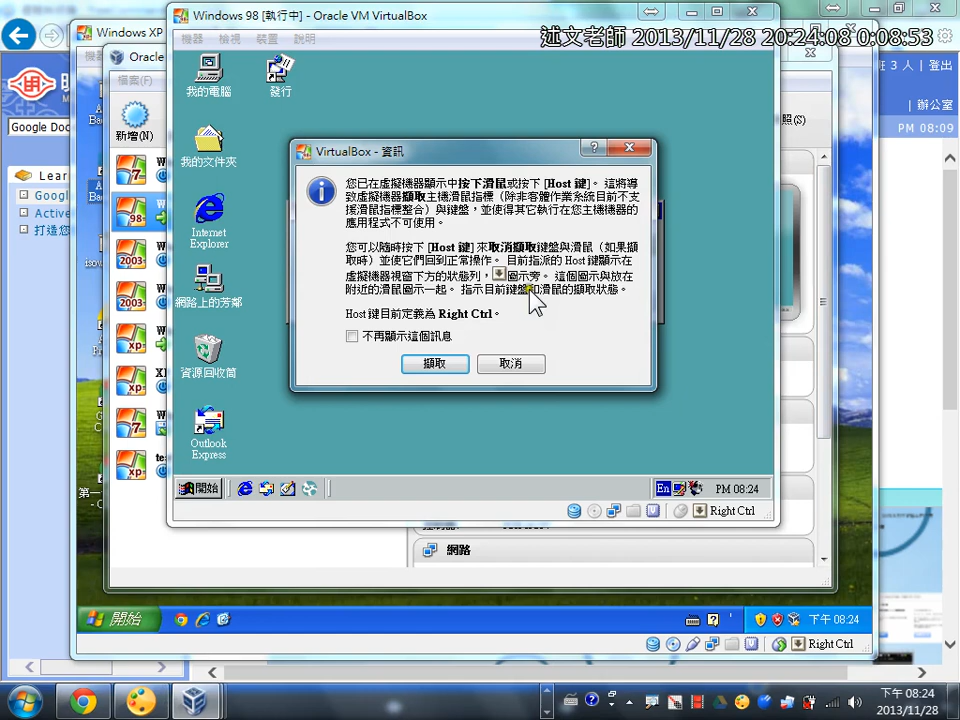 Windows 98 [執行中] - Oracle VM VirtualBox
述文老師 2013/11/28 20:24:08 0:08:53
Windows XP
機器 檢視 裝置 說明
Oracle
班 3 人 | 登出
檔案(F)
我的電腦
發行
| 辦公室
Google Doc
新增(N)
照(S)
PM 08:09
VirtualBox - 資訊
我的文件夾
Lear
Googl
Active
打造您
您已在虛擬機器顯示中按下滑鼠或按下 [Host 鍵]。 這將導
致虛擬機器擷取主機滑鼠指標 (除非客體作業系統目前不支
援滑鼠指標整合) 與鍵盤，並使得其它執行在您主機機器的
應用程式不可使用。
Internet
Explorer
您可以隨時按下 [Host 鍵] 來取消擷取鍵盤與滑鼠 (如果擷
取時) 並使它們回到正常操作。 目前指派的 Host 鍵顯示在
虛擬機器視窗下方的狀態列，圖示旁。 這個圖示與放在
附近的滑鼠圖示一起。 指示目前鍵盤和滑鼠的擷取狀態。
網路上的芳鄰
Host 鍵目前定義為 Right Ctrl。
不再顯示這個訊息
擷取
取消
資源回收筒
Outlook
Express
開始
En
PM 08:24
Right Ctrl
網路
開始
下午 08:24
Right Ctrl
下午 08:24
2013/11/28